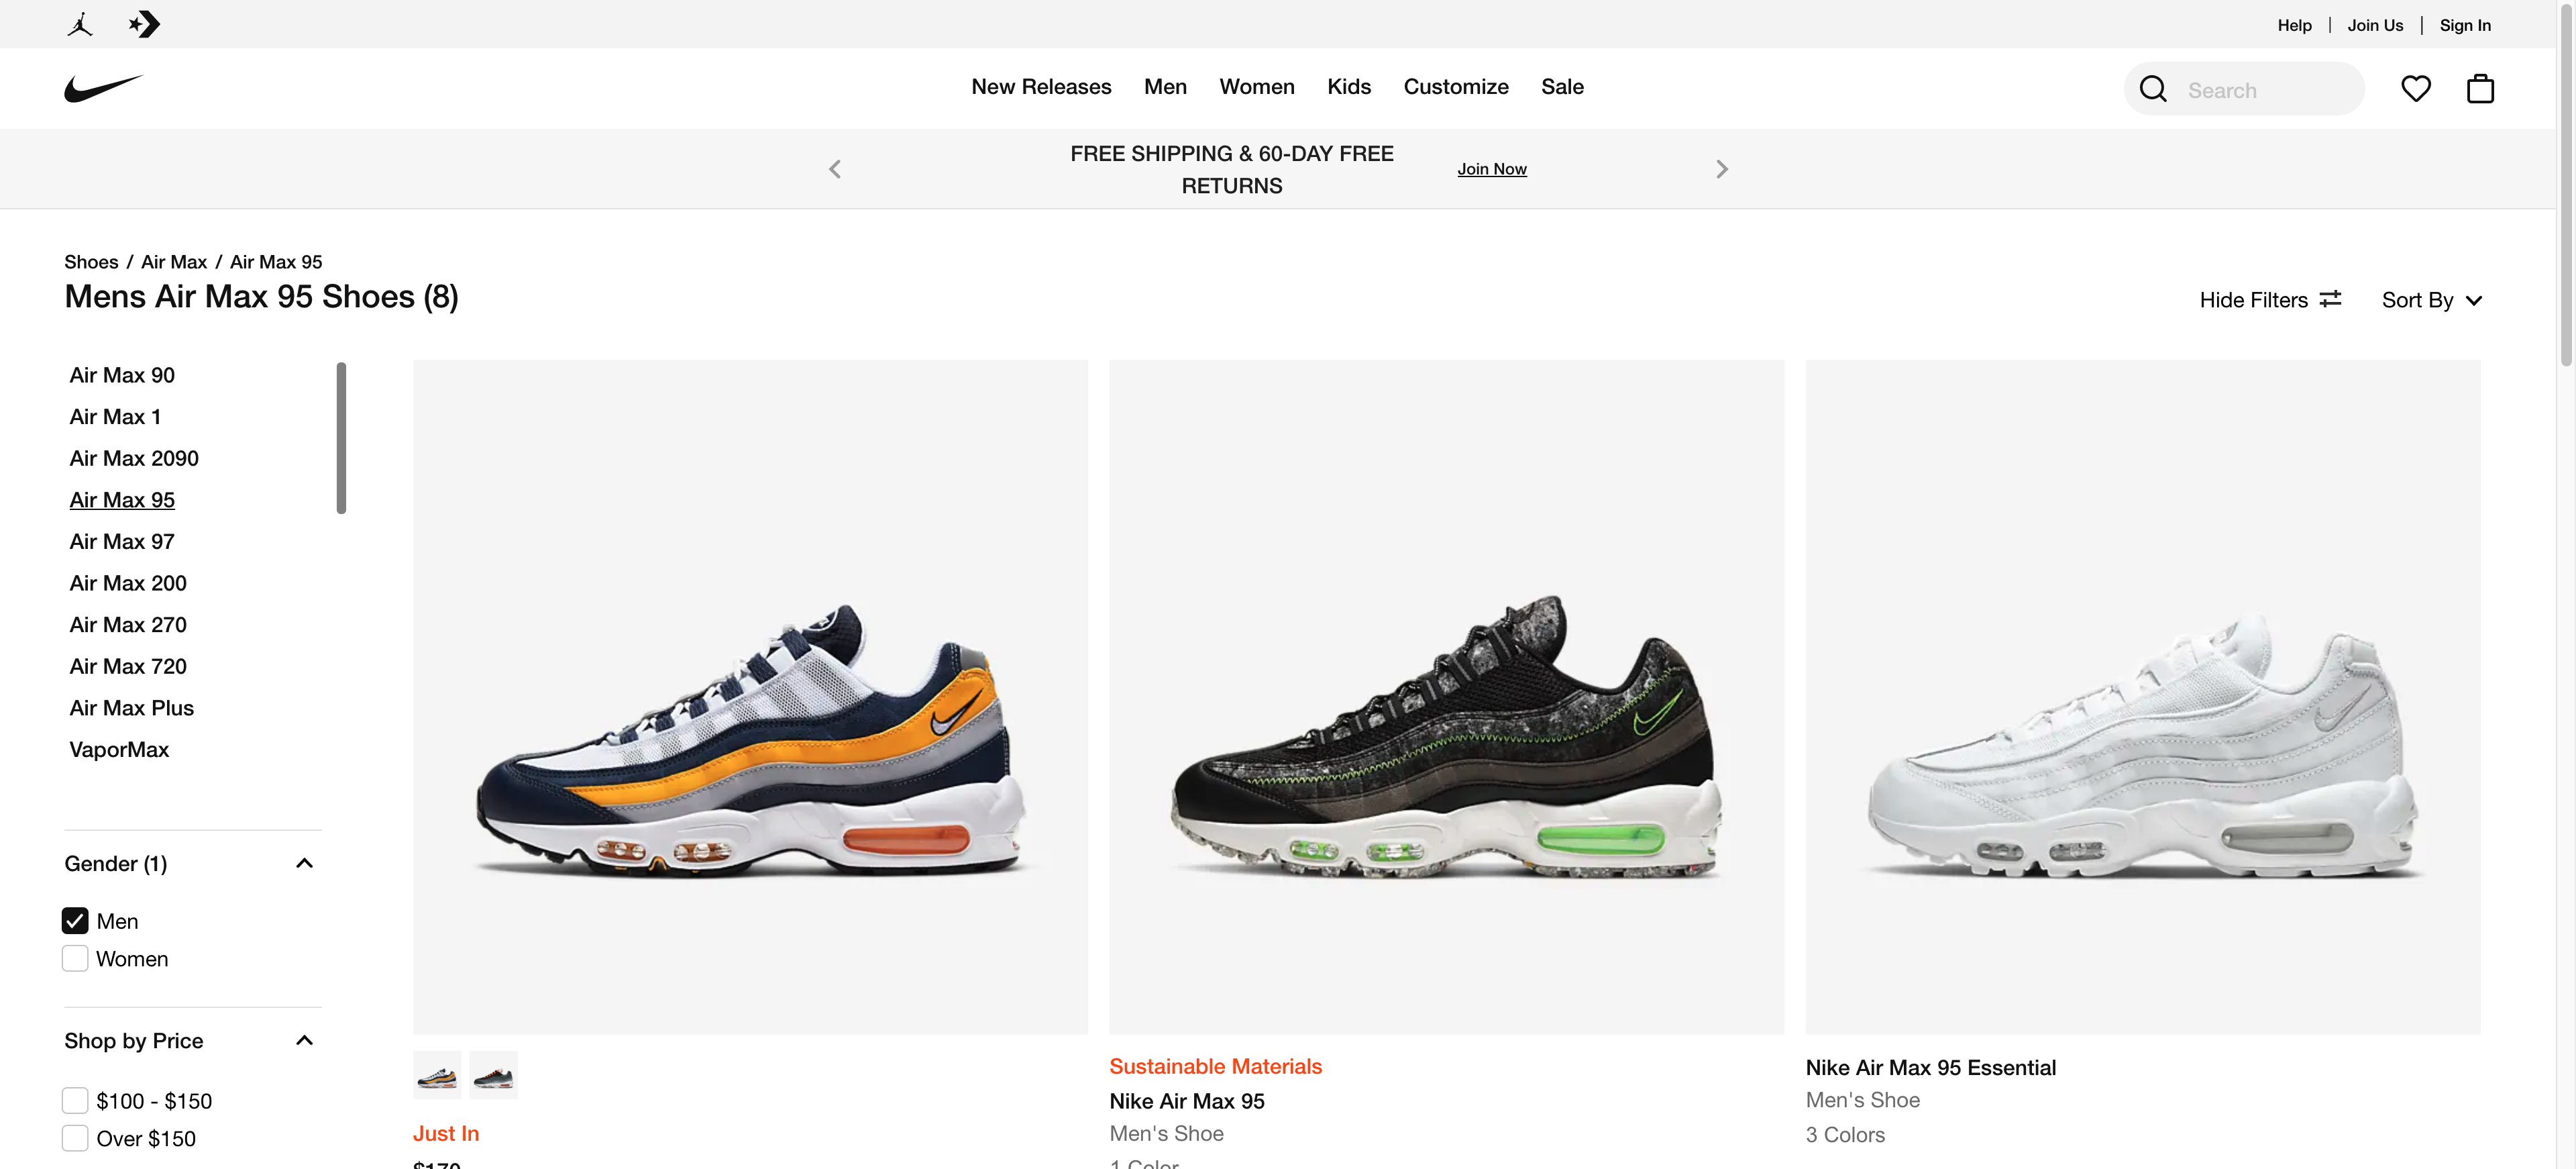 Help | Join Us | Sign In
New Releases Men Women Kids Customize Sale
Search
FREE SHIPPING & 60-DAY FREE
RETURNS
Join Now
Shoes / Air Max / Air Max 95
Mens Air Max 95 Shoes (8)
Hide Filters
Sort By
Air Max 90
Air Max 1
Air Max 2090
Air Max 95
Air Max 97
Air Max 200
Air Max 270
Air Max 720
Air Max Plus
VaporMax
Gender (1)
Men
Women
Shop by Price
$100 - $150
Over $150
Just In
$170
Sustainable Materials
Nike Air Max 95
Men's Shoe
1 Color
Nike Air Max 95 Essential
Men's Shoe
3 Colors